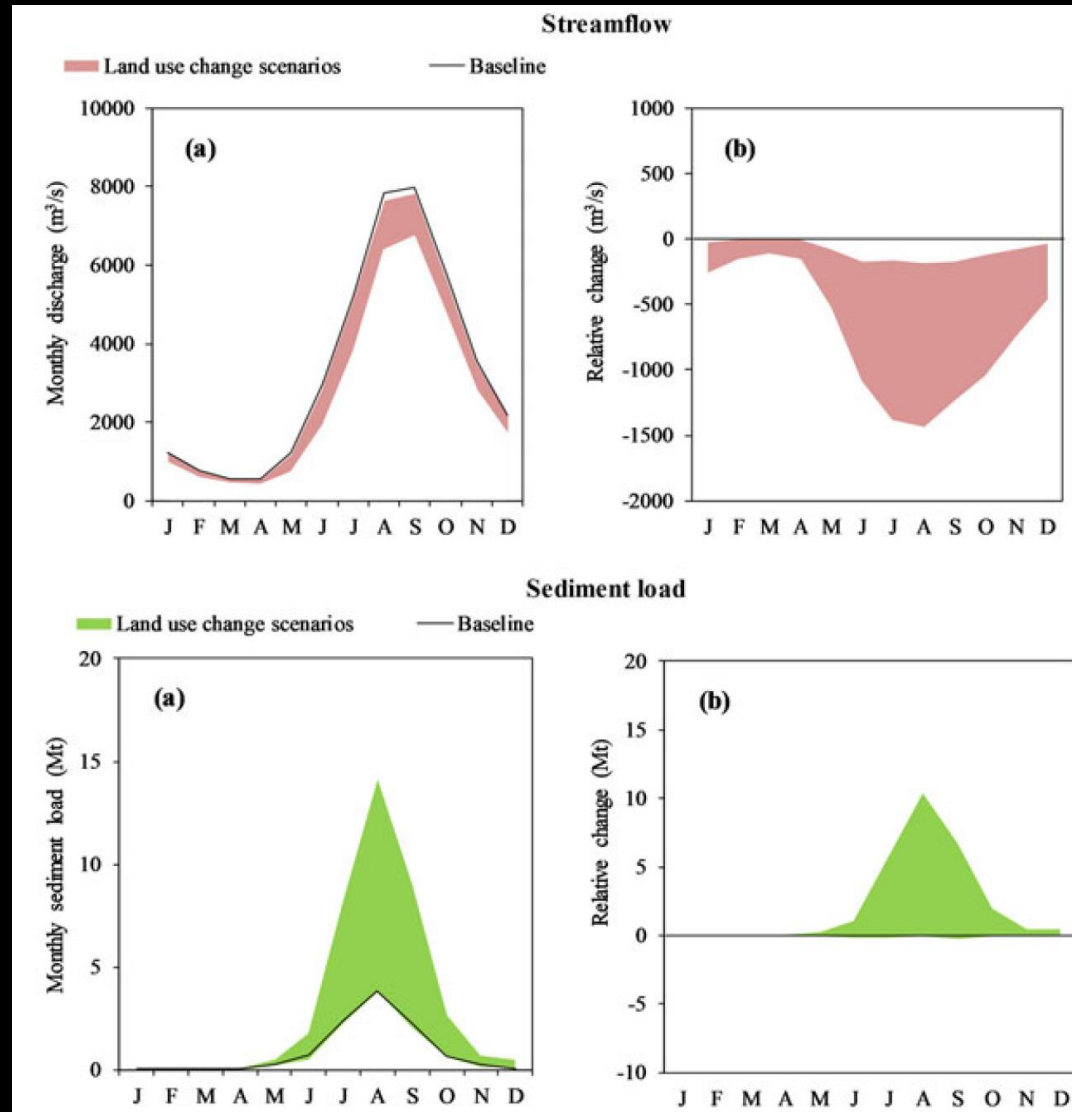 Streamflow
Land use change scenarios
Baseline
(a)
Monthly discharge (m³/s)
10000
8000
6000
4000
2000
0
J F M A M J J A S O N D
(b)
Relative change (m³/s)
1000
500
0
-500
-1000
-1500
-2000
J F M A M J J A S O N D
Sediment load
Land use change scenarios
Baseline
(a)
Monthly sediment load (Mt)
20
15
10
5
0
J F M A M J J A S O N D
(b)
Relative change (Mt)
20
15
10
5
0
-5
-10
J F M A M J J A S O N D